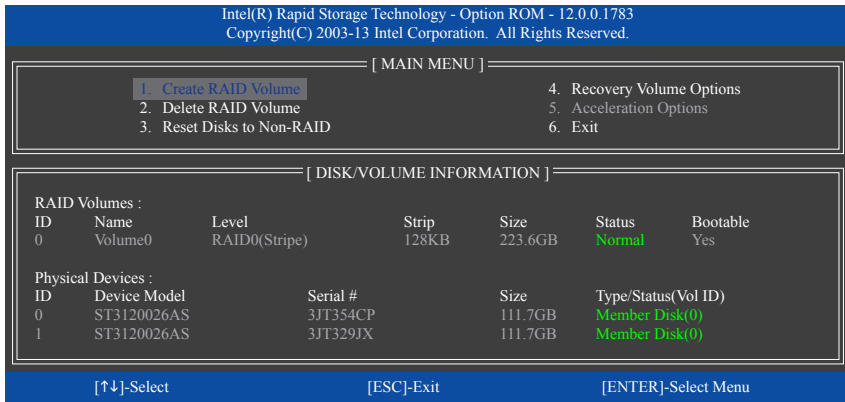 Intel(R) Rapid Storage Technology - Option ROM - 12.0.0.1783
Copyright(C) 2003-13 Intel Corporation. All Rights Reserved.
[ MAIN MENU ]
1. Create RAID Volume
2. Delete RAID Volume
3. Reset Disks to Non-RAID
4. Recovery Volume Options
5. Acceleration Options
6. Exit
[ DISK/VOLUME INFORMATION ]
RAID Volumes :
ID Name Level Strip Size Status Bootable
0 Volume0 RAID0(Stripe) 128KB 223.6GB Normal Yes
Physical Devices :
ID Device Model Serial # Size Type/Status(Vol ID)
0 ST3120026AS 3JT354CP 111.7GB Member Disk(0)
1 ST3120026AS 3JT329JX 111.7GB Member Disk(0)
[↑↓]-Select [ESC]-Exit [ENTER]-Select Menu